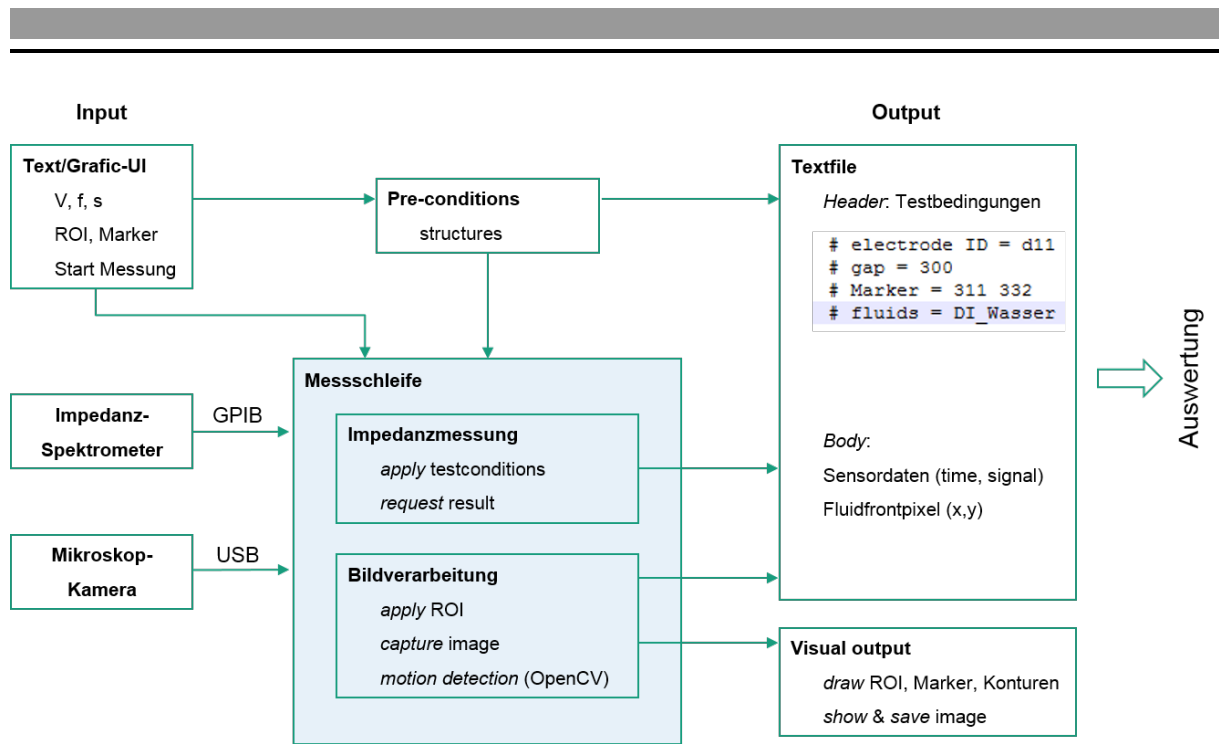 Input
Output
Text/Grafic-UI
V, f, s
ROI, Marker
Start Messung
Pre-conditions
structures
Textfile
Header: Testbedingungen
# electrode ID = d11
# gap = 300
# Marker = 311 332
# fluids = DI_Wasser
Body:
Sensordaten (time, signal)
Fluidfrontpixel (x,y)
Auswertung
Impedanz-
Spektrometer
GPIB
Mikroskop-
Kamera
USB
Messschleife
Impedanzmessung
apply testconditions
request result
Bildverarbeitung
apply ROI
capture image
motion detection (OpenCV)
Visual output
draw ROI, Marker, Konturen
show & save image